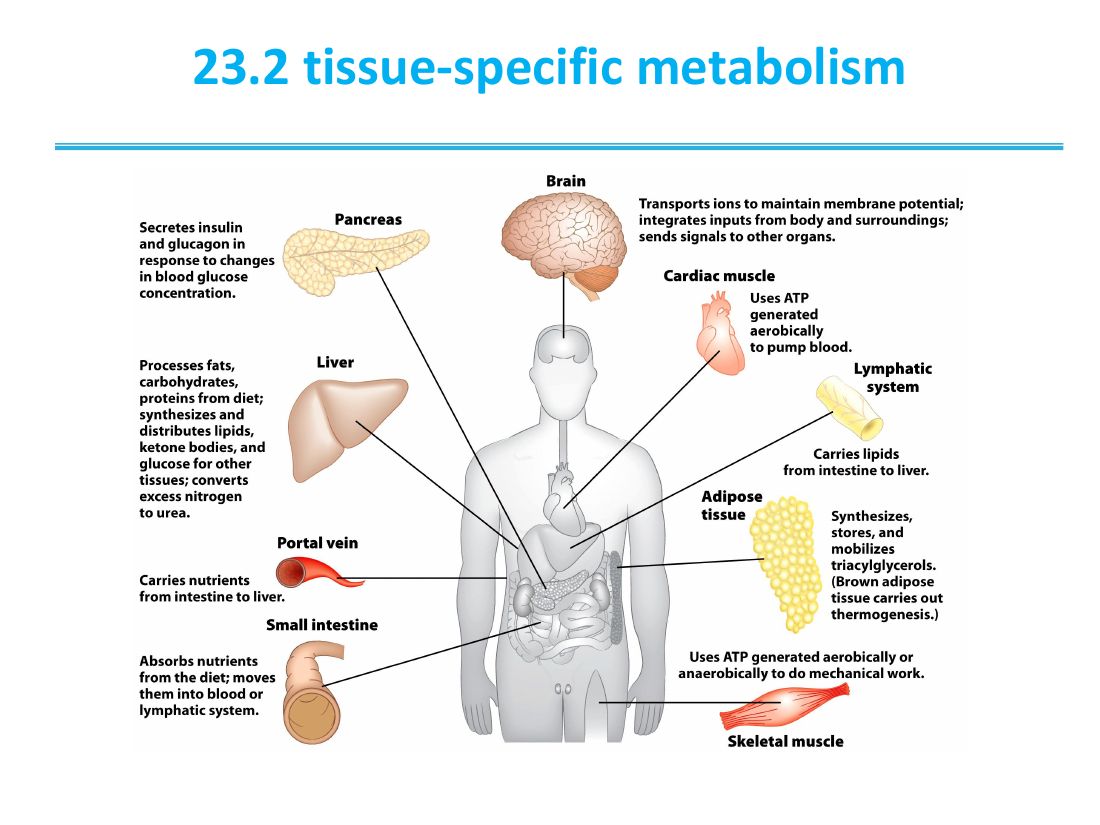 23.2 tissue-specific metabolism
Brain
Transports ions to maintain membrane potential;
integrates inputs from body and surroundings;
sends signals to other organs.
Pancreas
Secretes insulin
and glucagon in
response to changes
in blood glucose
concentration.
Cardiac muscle
Uses ATP
generated
aerobically
to pump blood.
Liver
Processes fats,
carbohydrates,
proteins from diet;
synthesizes and
distributes lipids,
ketone bodies, and
glucose for other
tissues; converts
excess nitrogen
to urea.
Lymphatic
system
Carries lipids
from intestine to liver.
Adipose
tissue
Synthesizes,
stores, and
mobilizes
triacylglycerols.
(Brown adipose
tissue carries out
thermogenesis.)
Portal vein
Carries nutrients
from intestine to liver.
Small intestine
Absorbs nutrients
from the diet; moves
them into blood or
lymphatic system.
Uses ATP generated aerobically or
anaerobically to do mechanical work.
Skeletal muscle